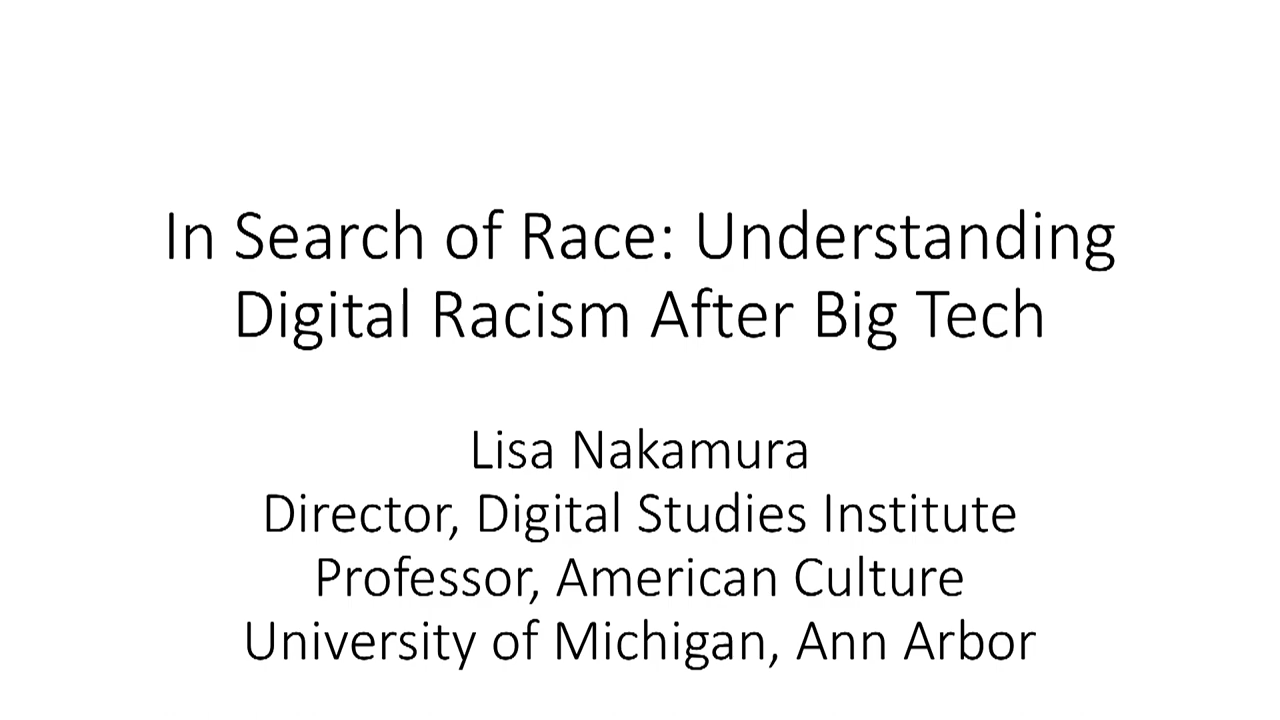 In Search of Race: Understanding
Digital Racism After Big Tech
Lisa Nakamura
Director, Digital Studies Institute
Professor, American Culture
University of Michigan, Ann Arbor